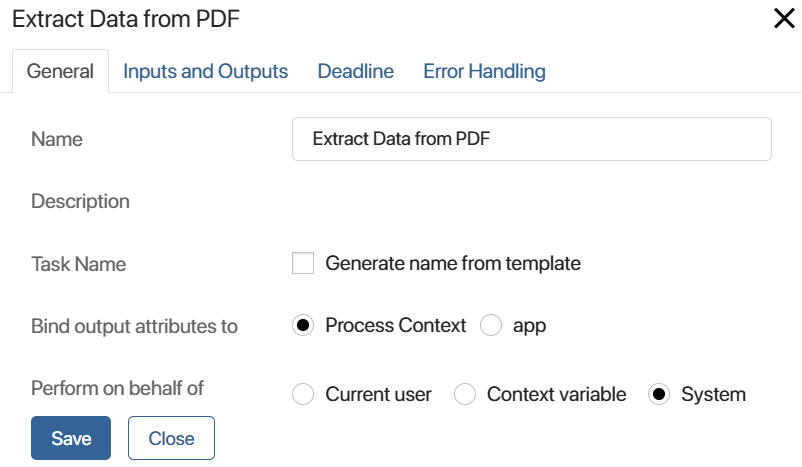 Extract Data from PDF
General Inputs and Outputs Deadline Error Handling
Name Extract Data from PDF
Description
Task Name Generate name from template
Bind output attributes to Process Context app
Perform on behalf of Current user Context variable System
Save Close